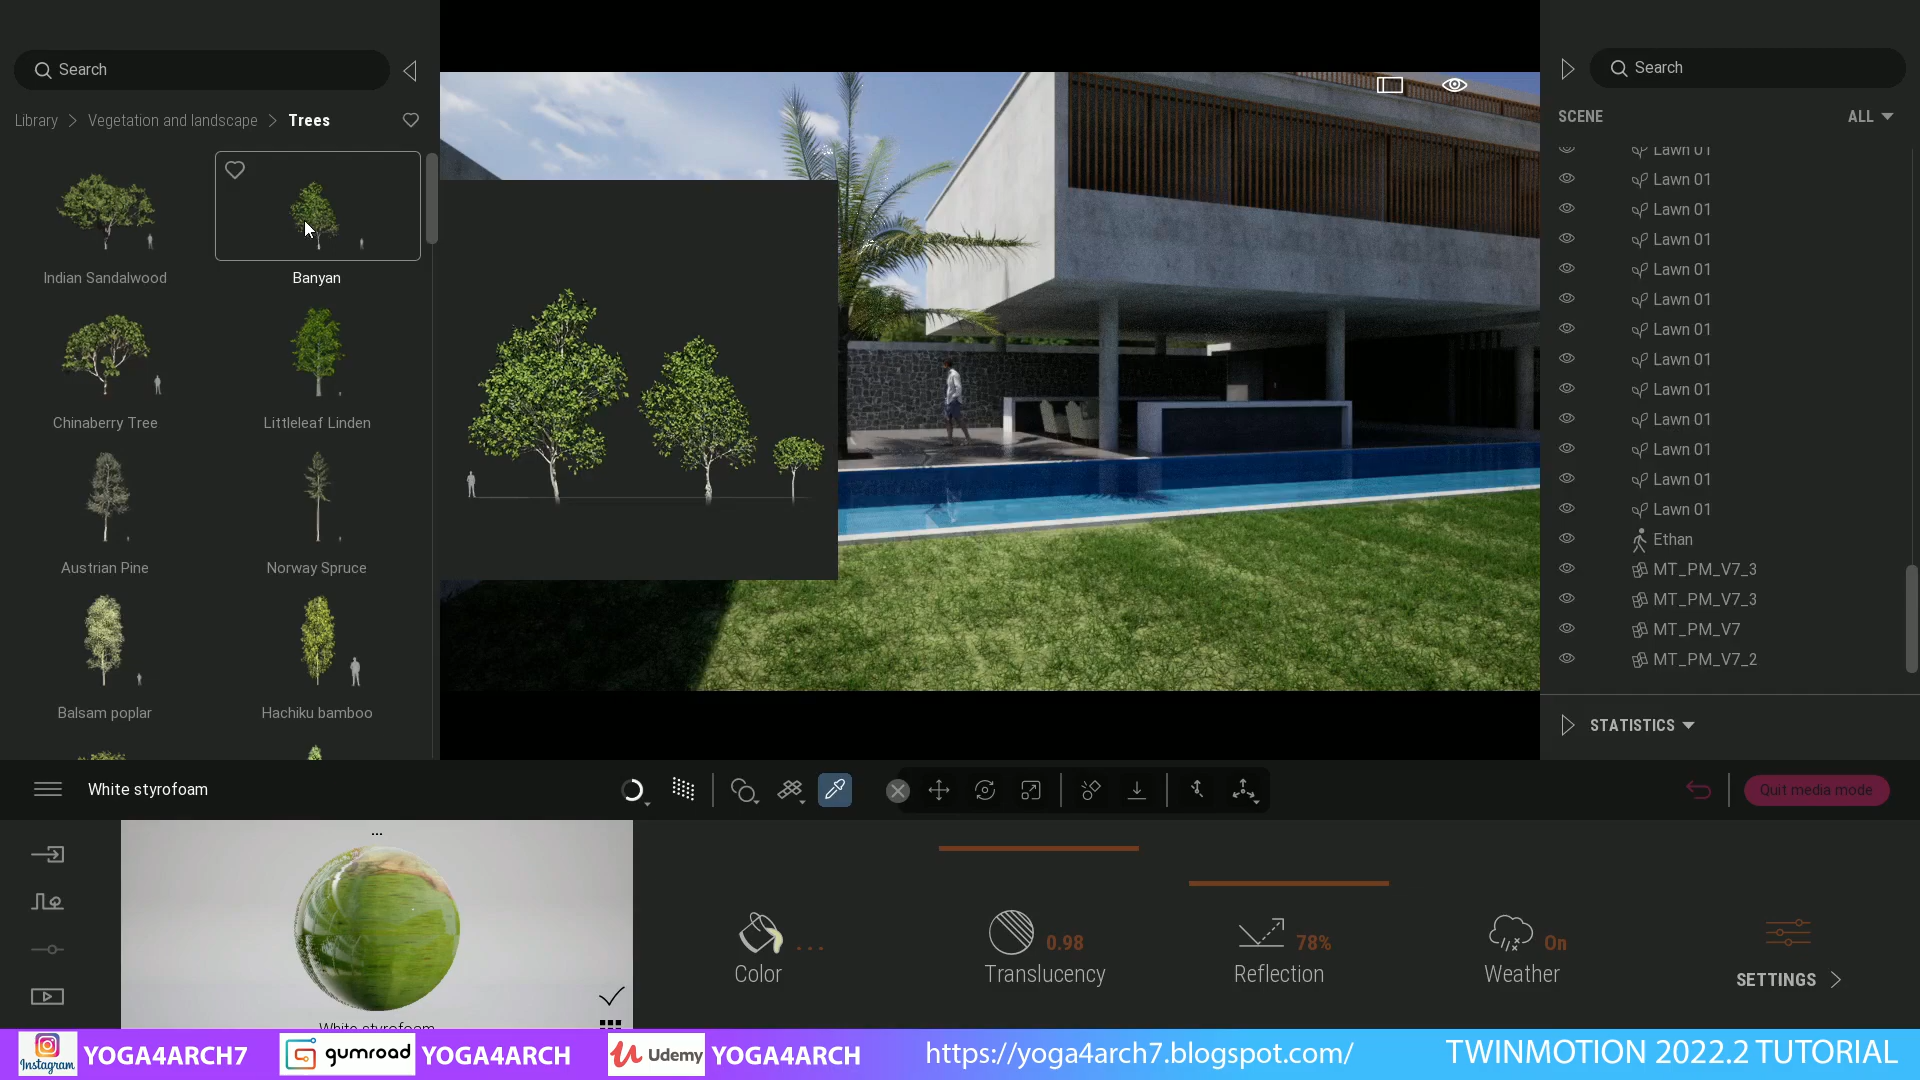 Search
Library > Vegetation and landscape > Trees
Indian Sandalwood
Banyan
Chinaberry Tree
Littleleaf Linden
Austrian Pine
Norway Spruce
Balsam poplar
Hachiku bamboo
Search
SCENE
ALL
Lawn 01
Lawn 01
Lawn 01
Lawn 01
Lawn 01
Lawn 01
Lawn 01
Lawn 01
Lawn 01
Lawn 01
Lawn 01
Lawn 01
Lawn 01
Ethan
MT_PM_V7_3
MT_PM_V7_3
MT_PM_V7
MT_PM_V7_2
STATISTICS
White styrofoam
Quit media mode
...
White styrofoam
Color
...
0.98
Translucency
78%
Reflection
On
Weather
SETTINGS
Instagram
YOGA4ARCH7
gumroad
YOGA4ARCH
Udemy
YOGA4ARCH
https://yoga4arch7.blogspot.com/
TWINMOTION 2022.2 TUTORIAL